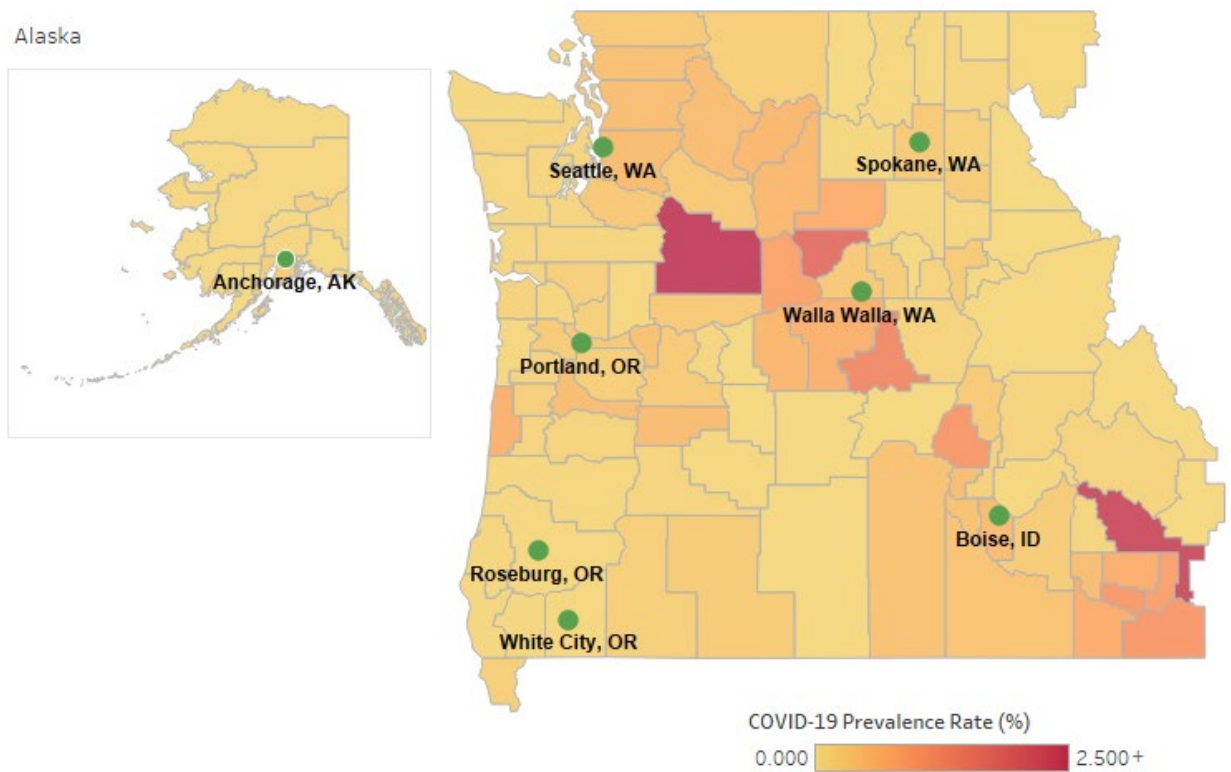 Alaska
Anchorage, AK
Seattle, WA
Spokane, WA
Walla Walla, WA
Portland, OR
Boise, ID
Roseburg, OR
White City, OR
COVID-19 Prevalence Rate (%)
0.000 2.500+